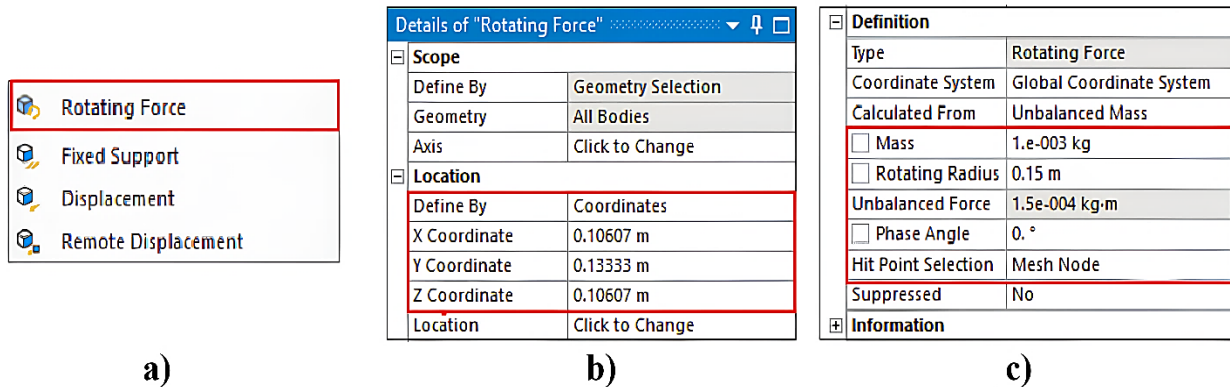 Rotating Force
Fixed Support
Displacement
Remote Displacement
a)
Details of "Rotating Force"
Scope
Define By Geometry Selection
Geometry All Bodies
Axis Click to Change
Location
Define By Coordinates
X Coordinate 0.10607 m
Y Coordinate 0.13333 m
Z Coordinate 0.10607 m
Location Click to Change
b)
Definition
Type Rotating Force
Coordinate System Global Coordinate System
Calculated From Unbalanced Mass
Mass 1.e-003 kg
Rotating Radius 0.15 m
Unbalanced Force 1.5e-004 kg·m
Phase Angle 0. °
Hit Point Selection Mesh Node
Suppressed No
Information
c)